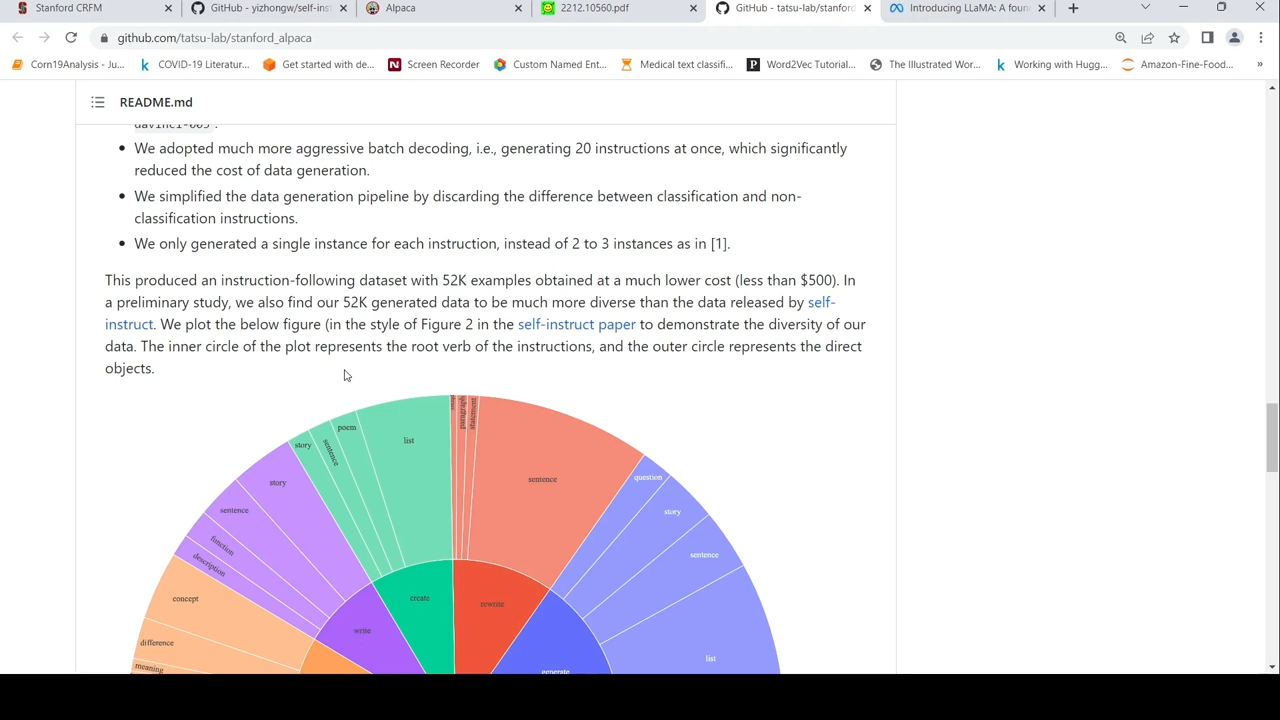 Stanford CRFM
GitHub - yizhongw/self-inst
Alpaca
2212.10560.pdf
GitHub - tatsu-lab/stanford_
Introducing LLaMA: A foun
github.com/tatsu-lab/stanford_alpaca
Corn19Analysis - Ju...
COVID-19 Literatur...
Get started with de...
Screen Recorder
Custom Named Ent...
Medical text classifi...
Word2Vec Tutorial...
The Illustrated Wor...
Working with Hugg...
Amazon-Fine-Food...
»
README.md
davinci-003 .
• We adopted much more aggressive batch decoding, i.e., generating 20 instructions at once, which significantly
reduced the cost of data generation.
• We simplified the data generation pipeline by discarding the difference between classification and non-
classification instructions.
• We only generated a single instance for each instruction, instead of 2 to 3 instances as in [1].
This produced an instruction-following dataset with 52K examples obtained at a much lower cost (less than $500). In
a preliminary study, we also find our 52K generated data to be much more diverse than the data released by self-
instruct. We plot the below figure (in the style of Figure 2 in the self-instruct paper to demonstrate the diversity of our
data. The inner circle of the plot represents the root verb of the instructions, and the outer circle represents the direct
objects.
paragraph
statement
poem
list
story
sentence
sentence
question
story
sentence
list
story
sentence
function
description
concept
difference
meaning
create
rewrite
write
generate